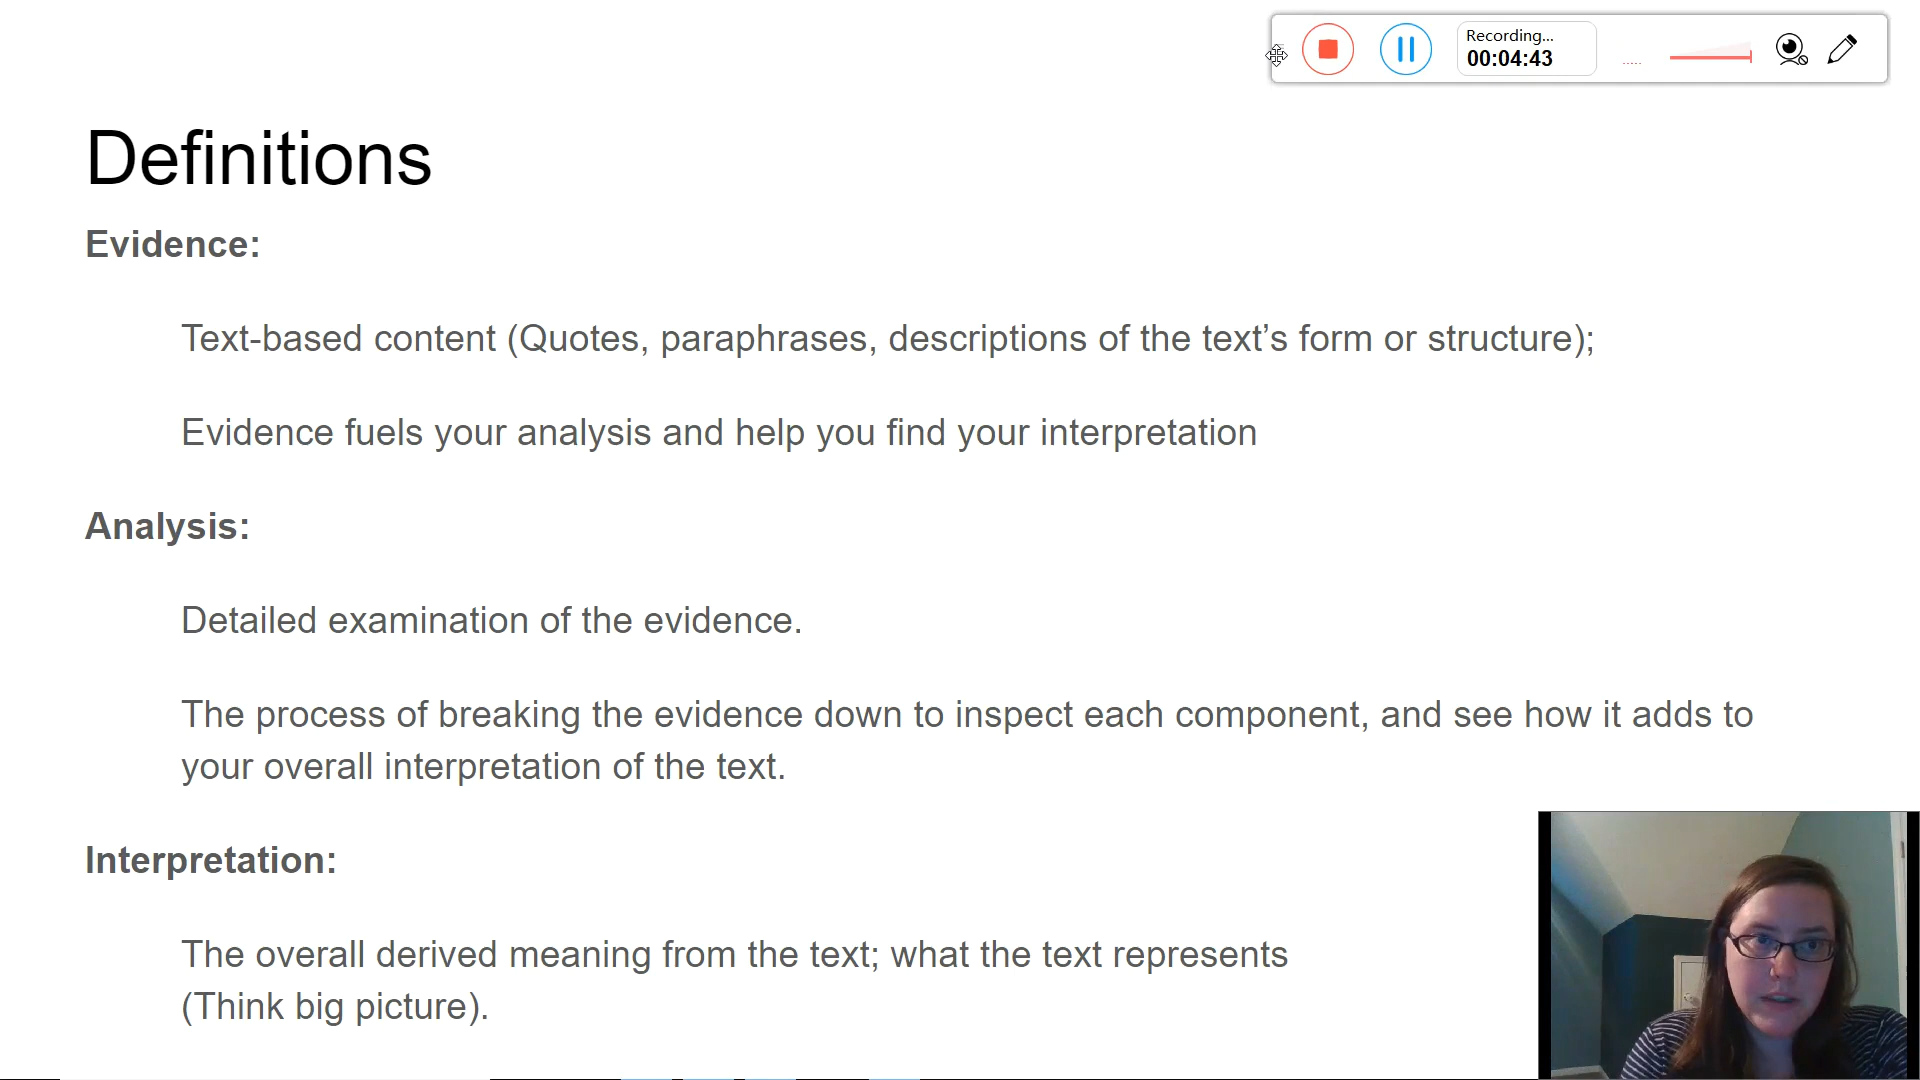 Recording...
00:04:43
Definitions
Evidence:
Text-based content (Quotes, paraphrases, descriptions of the text’s form or structure);
Evidence fuels your analysis and help you find your interpretation
Analysis:
Detailed examination of the evidence.
The process of breaking the evidence down to inspect each component, and see how it adds to
your overall interpretation of the text.
Interpretation:
The overall derived meaning from the text; what the text represents
(Think big picture).